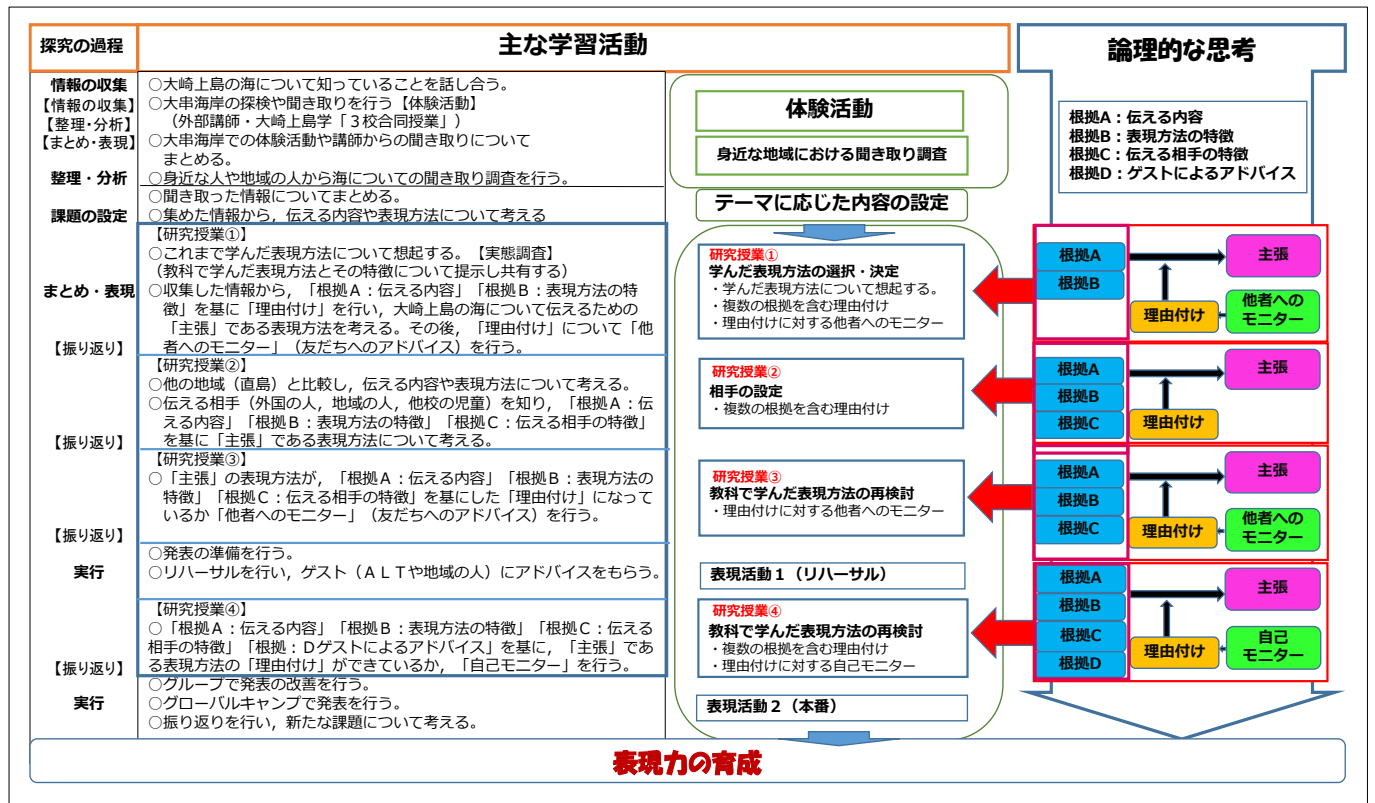 探究の過程
主な学習活動
情報の収集
【情報の収集】
【整理・分析】
【まとめ・表現】
整理・分析
課題の設定
まとめ・表現
【振り返り】
【振り返り】
【振り返り】
実行
【振り返り】
実行
○大崎上島の海について知っていることを話し合う。
○大串海岸の探検や聞き取りを行う【体験活動】
（外部講師・大崎上島学「３校合同授業」）
○大串海岸での体験活動や講師からの聞き取りについて
まとめる。
○身近な人や地域の人から海についての聞き取り調査を行う。
○聞き取った情報についてまとめる。
○集めた情報から，伝える内容や表現方法について考える
【研究授業①】
○これまで学んだ表現方法について想起する。【実態調査】
（教科で学んだ表現方法とその特徴について提示し共有する）
○収集した情報から，「根拠Ａ：伝える内容」「根拠Ｂ：表現方法の特
徴」を基に「理由付け」を行い，大崎上島の海について伝えるための
「主張」である表現方法を考える。その後，「理由付け」について「他
者へのモニター」（友だちへのアドバイス）を行う。
【研究授業②】
○他の地域（直島）と比較し，伝える内容や表現方法について考える。
○伝える相手（外国の人，地域の人，他校の児童）を知り，「根拠Ａ：伝
える内容」「根拠Ｂ：表現方法の特徴」「根拠Ｃ：伝える相手の特徴」
を基に「主張」である表現方法について考える。
【研究授業③】
○「主張」の表現方法が，「根拠Ａ：伝える内容」「根拠Ｂ：表現方法の
特徴」「根拠Ｃ：伝える相手の特徴」を基にした「理由付け」になって
いるか「他者へのモニター」（友だちへのアドバイス）を行う。
○発表の準備を行う。
○リハーサルを行い，ゲスト（ＡＬＴや地域の人）にアドバイスをもらう。
【研究授業④】
○「根拠Ａ：伝える内容」「根拠Ｂ：表現方法の特徴」「根拠Ｃ：伝える
相手の特徴」「根拠：Ｄゲストによるアドバイス」を基に，「主張」であ
る表現方法の「理由付け」ができているか，「自己モニター」を行う。
○グループで発表の改善を行う。
○グローバルキャンプで発表を行う。
○振り返りを行い，新たな課題について考える。
体験活動
身近な地域における聞き取り調査
テーマに応じた内容の設定
研究授業①
学んだ表現方法の選択・決定
・学んだ表現方法について想起する。
・複数の根拠を含む理由付け
・理由付けに対する他者へのモニター
研究授業②
相手の設定
・複数の根拠を含む理由付け
研究授業③
教科で学んだ表現方法の再検討
・理由付けに対する他者へのモニター
表現活動１（リハーサル）
研究授業④
教科で学んだ表現方法の再検討
・複数の根拠を含む理由付け
・理由付けに対する自己モニター
表現活動２（本番）
論理的な思考
根拠A：伝える内容
根拠B：表現方法の特徴
根拠C：伝える相手の特徴
根拠D：ゲストによるアドバイス
根拠A
根拠B
主張
理由付け
他者への
モニター
根拠A
根拠B
根拠C
主張
理由付け
根拠A
根拠B
根拠C
主張
理由付け
他者への
モニター
根拠A
根拠B
根拠C
根拠D
主張
理由付け
自己
モニター
表現力の育成